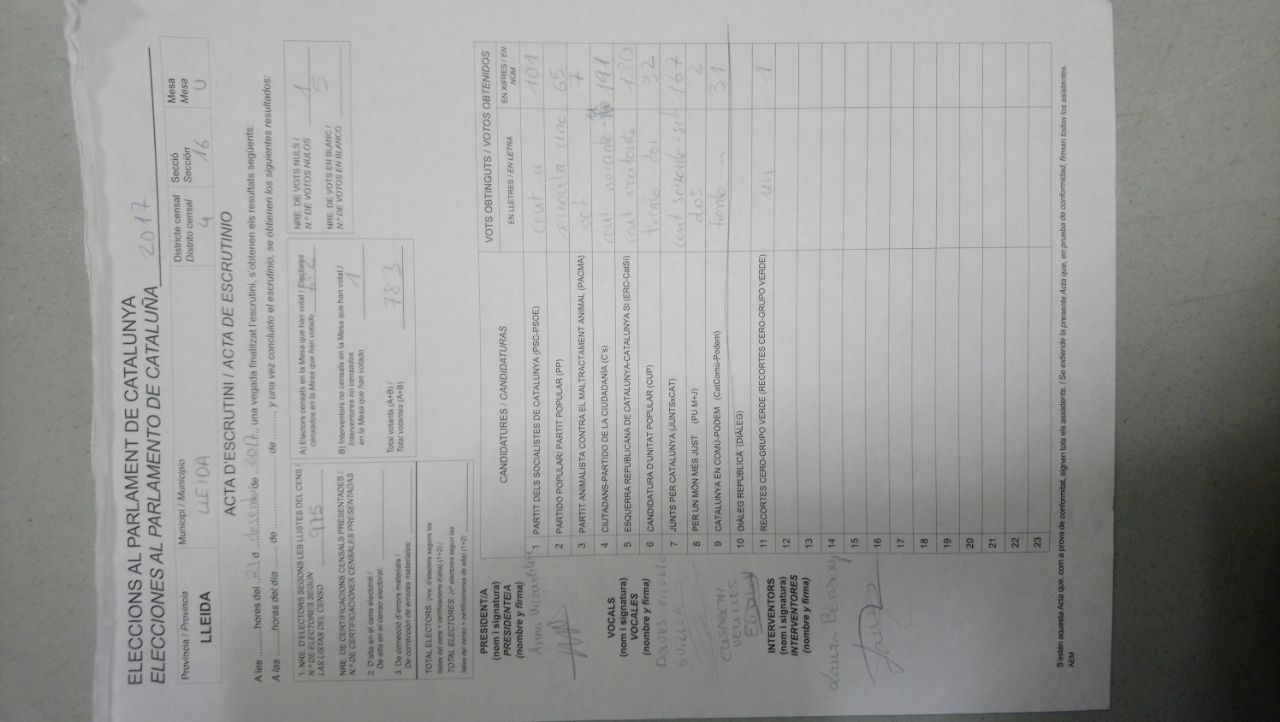 ELECCIONS AL PARLAMENT DE CATALUNYA
ELECCIONES AL PARLAMENTO DE CATALUÑA 2017
Província / Provincia
LLEIDA
Municipi / Municipio
LLEIDA
Districte censal
Distrito censal
4
Secció
Sección
16
Mesa
Mesa
U
ACTA D'ESCRUTINI / ACTA DE ESCRUTINIO
A les ............hores del ..21.. d ..desembre.. de ..2017.., una vegada finalitzat l'escrutini, s'obtenen els resultats següents:
A las .........horas del día ......... de ......................... de ......... y una vez concluido el escrutinio, se obtienen los siguientes resultados:
1. NRE. D'ELECTORS SEGONS LES LLISTES DEL CENS /
N.º DE ELECTORES SEGÚN
LAS LISTAS DEL CENSO
975
NRE. DE CERTIFICACIONS CENSALS PRESENTADES /
N.º DE CERTIFICACIONES CENSALES PRESENTADAS
2. D'alta en el cens electoral /
De alta en el censo electoral:
3. De correcció d'errors materials /
De corrección de errores materiales:
TOTAL ELECTORS: (nre. d'electors segons les
llistes del cens + certificacions d'alta) (1+2) /
TOTAL ELECTORES: (nº electores según las
listas del censo + certificaciones de alta) (1+2)
A) Electors censats en la Mesa que han votat / Electores
censados en la Mesa que han votado
B) Interventors no censats en la Mesa que han votat /
Interventores no censados
en la Mesa que han votado
1
Total votants (A+B) /
Total votantes (A+B)
783
NRE. DE VOTS NULS /
N.º DE VOTOS NULOS
1
NRE. DE VOTS EN BLANC /
N.º DE VOTOS EN BLANCO
5
CANDIDATURES / CANDIDATURAS
VOTS OBTINGUTS / VOTOS OBTENIDOS
EN LLETRES / EN LETRA
EN XIFRES / EN NÚM.
1 PARTIT DELS SOCIALISTES DE CATALUNYA (PSC-PSOE) cent u 101
2 PARTIDO POPULAR/ PARTIT POPULAR (PP) 65
3 PARTIT ANIMALISTA CONTRA EL MALTRACTAMENT ANIMAL (PACMA) set 7
4 CIUTADANS-PARTIDO DE LA CIUDADANÍA (C's) cent noranta 191
5 ESQUERRA REPUBLICANA DE CATALUNYA-CATALUNYA SÍ (ERC-CatSí) 180
6 CANDIDATURA D'UNITAT POPULAR (CUP) trenta dos 32
7 JUNTS PER CATALUNYA (JUNTSxCAT) cent seixanta set 167
8 PER UN MÓN MÉS JUST (PU M+J) dos 2
9 CATALUNYA EN COMÚ-PODEM (CatComú-Podem) trenta 31
10 DIÀLEG REPUBLICÀ (DIÀLEG)
11 RECORTES CERO-GRUPO VERDE (RECORTES CERO-GRUPO VERDE) un 1
12
13
14
15
16
17
18
19
20
21
22
23
PRESIDENT/A
(nom i signatura)
PRESIDENTE/A
(nombre y firma)
Anna
VOCALS
(nom i signatura)
VOCALES
(nombre y firma)
Dolors
ELISABETH
INTERVENTORS
(nom i signatura)
INTERVENTORES
(nombre y firma)
Laura
S'estén aquesta Acta que, com a prova de conformitat, signen tots els assistents. / Se extiende la presente Acta que, en prueba de conformidad, firman todos los asistentes.
AEM